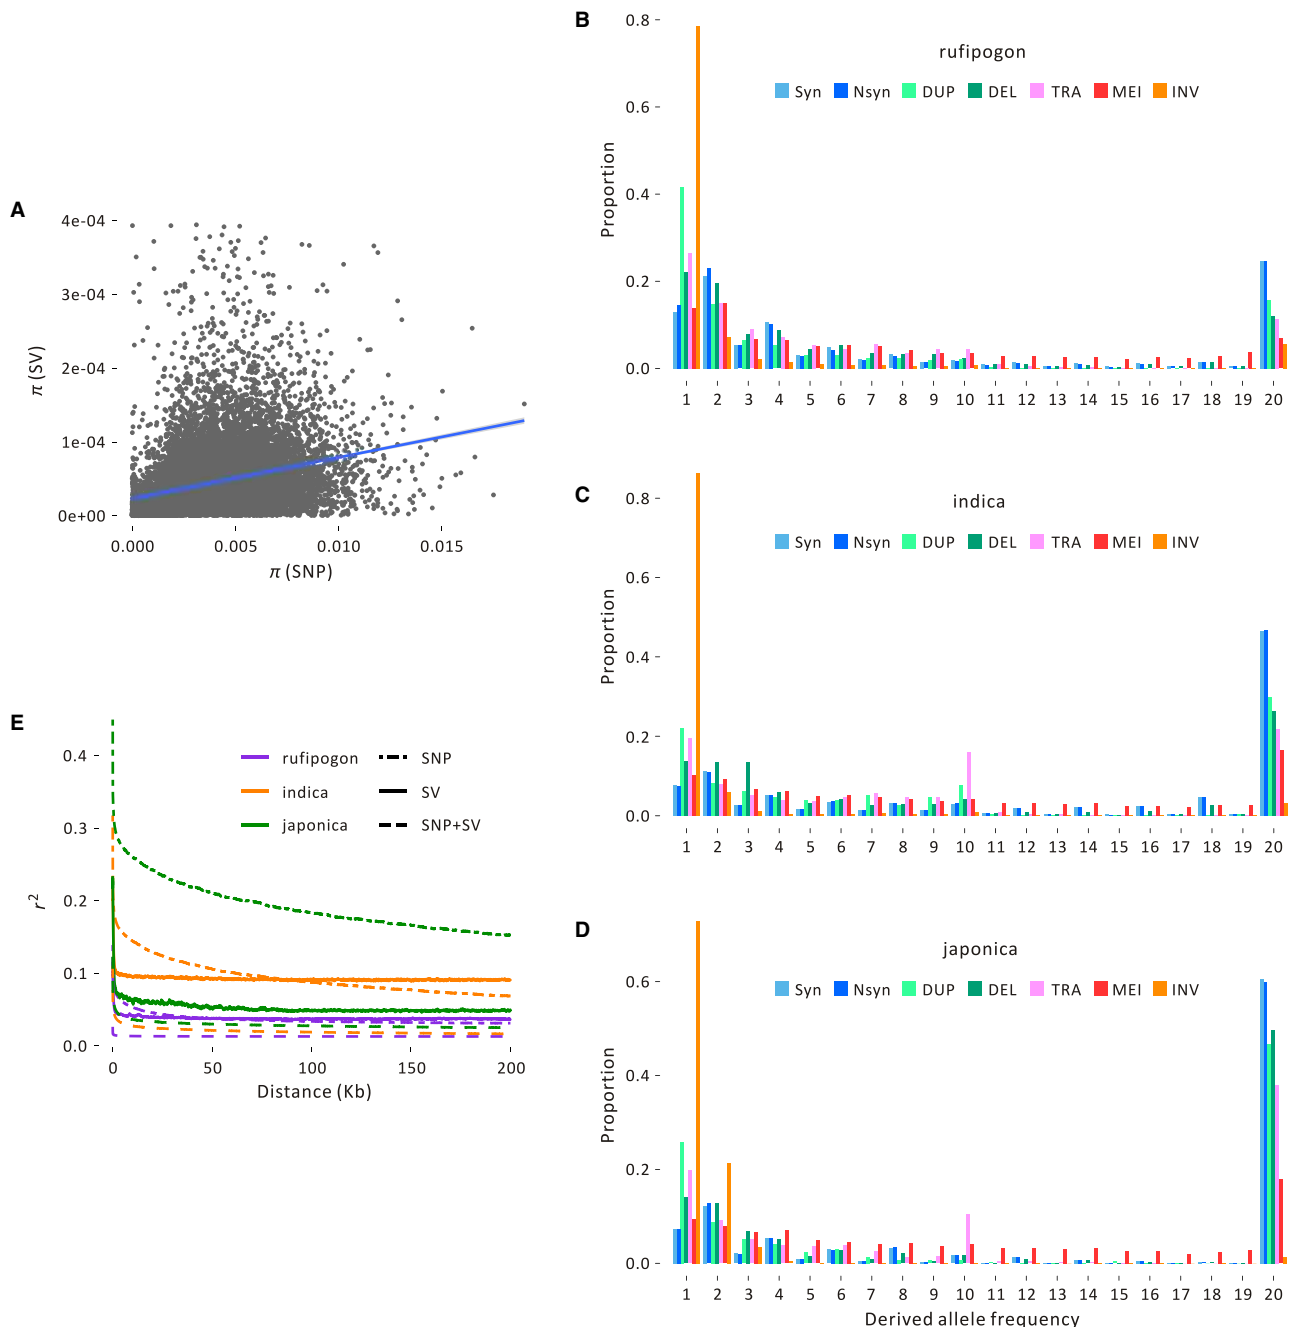 A
4e-04
3e-04
2e-04
1e-04
0e+00
π (SV)
0.000 0.005 0.010 0.015
π (SNP)
B
rufipogon
Syn Nsyn DUP DEL TRA MEI INV
0.8
0.6
0.4
0.2
0.0
Proportion
1 2 3 4 5 6 7 8 9 10 11 12 13 14 15 16 17 18 19 20
C
indica
Syn Nsyn DUP DEL TRA MEI INV
0.8
0.6
0.4
0.2
0.0
Proportion
1 2 3 4 5 6 7 8 9 10 11 12 13 14 15 16 17 18 19 20
D
japonica
Syn Nsyn DUP DEL TRA MEI INV
0.6
0.4
0.2
0.0
Proportion
1 2 3 4 5 6 7 8 9 10 11 12 13 14 15 16 17 18 19 20
Derived allele frequency
E
rufipogon SNP
indica SV
japonica SNP+SV
0.4
0.3
0.2
0.1
0.0
r²
0 50 100 150 200
Distance (Kb)